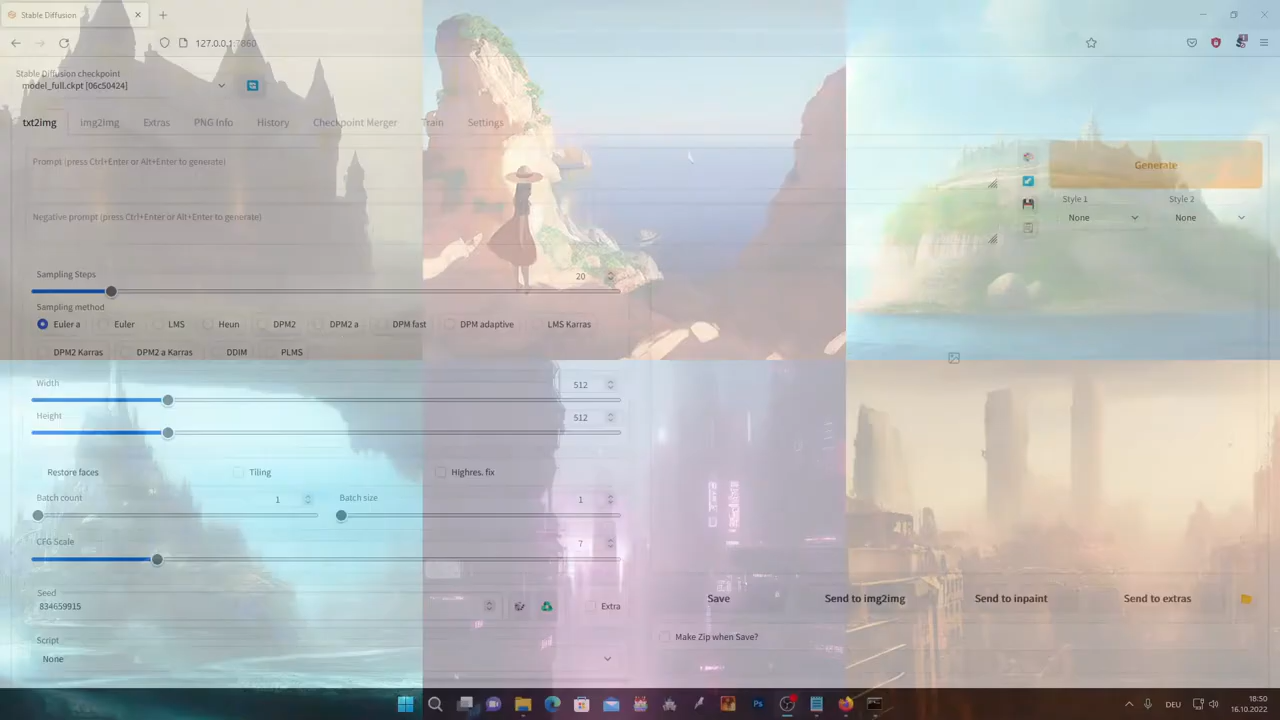 Stable Diffusion
127.0.0.1:7860
Stable Diffusion checkpoint
model_full.ckpt [06c50424]
txt2img img2img Extras PNG Info History Checkpoint Merger Train Settings
Prompt (press Ctrl+Enter or Alt+Enter to generate)
Generate
Style 1 Style 2
None None
Negative prompt (press Ctrl+Enter or Alt+Enter to generate)
Sampling Steps 20
Sampling method
Euler a Euler LMS Heun DPM2 DPM2 a DPM fast DPM adaptive LMS Karras
DPM2 Karras DPM2 a Karras DDIM PLMS
Width 512
Height 512
Restore faces Tiling Highres. fix
Batch count 1 Batch size 1
CFG Scale 7
Seed
834659915 Extra
Save Send to img2img Send to inpaint Send to extras
Make Zip when Save?
Script
None
Ps
DEU
18:50
16.10.2022